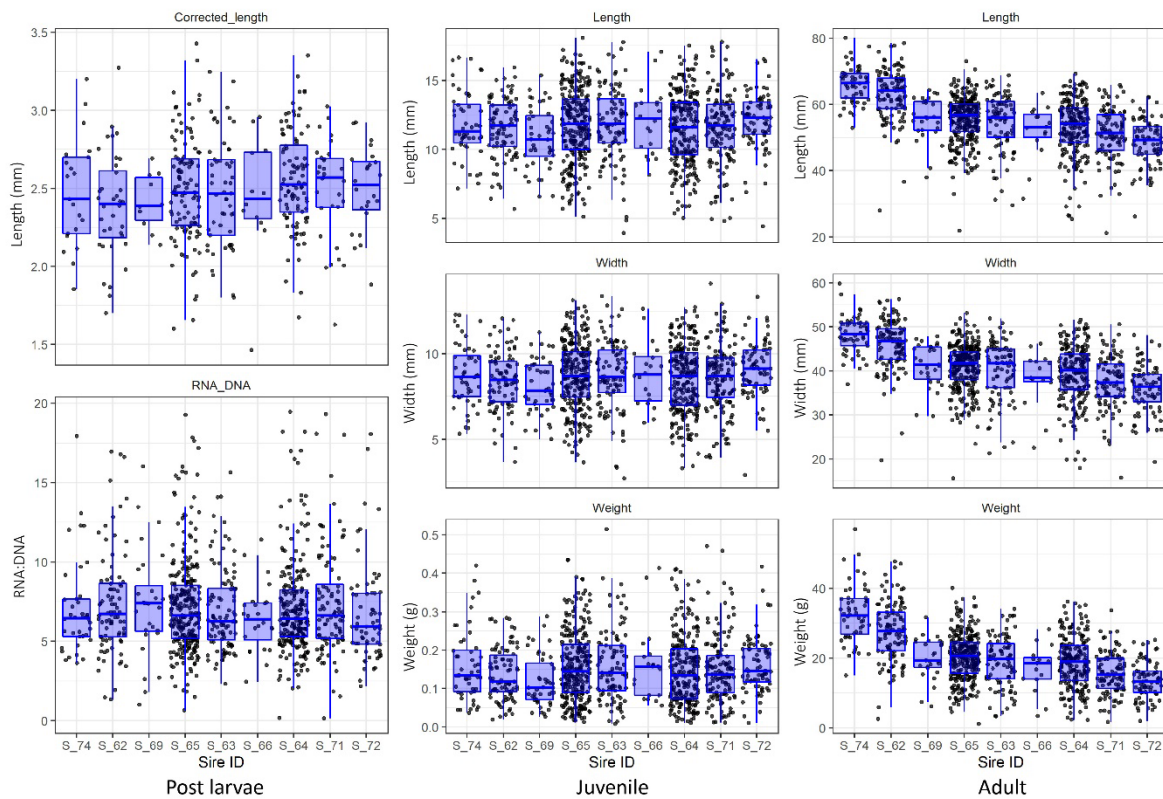 Corrected_length
Length (mm)
3.5
3.0
2.5
2.0
1.5
RNA_DNA
RNA:DNA
20
15
10
5
0
S_74 S_62 S_69 S_65 S_63 S_66 S_64 S_71 S_72
Sire ID
Post larvae
Length
Length (mm)
15
10
5
Width
Width (mm)
10
5
Weight
Weight (g)
0.5
0.4
0.3
0.2
0.1
0.0
S_74 S_62 S_69 S_65 S_63 S_66 S_64 S_71 S_72
Sire ID
Juvenile
Length
Length (mm)
80
60
40
20
Width
Width (mm)
60
50
40
30
20
Weight
Weight (g)
40
20
0
S_74 S_62 S_69 S_65 S_63 S_66 S_64 S_71 S_72
Sire ID
Adult